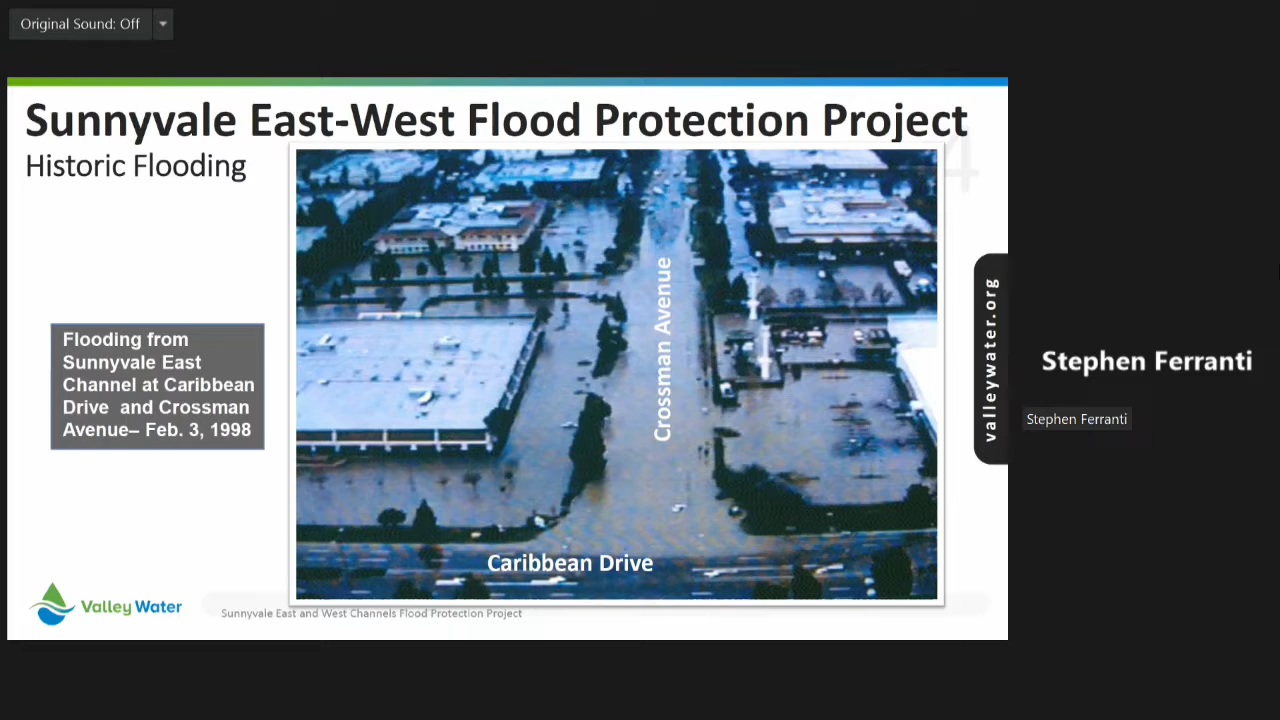 Original Sound: Off
Sunnyvale East-West Flood Protection Project
Historic Flooding
4
Flooding from
Sunnyvale East
Channel at Caribbean
Drive and Crossman
Avenue– Feb. 3, 1998
Crossman Avenue
Caribbean Drive
valleywater.org
Stephen Ferranti
Stephen Ferranti
Valley Water
Sunnyvale East and West Channels Flood Protection Project